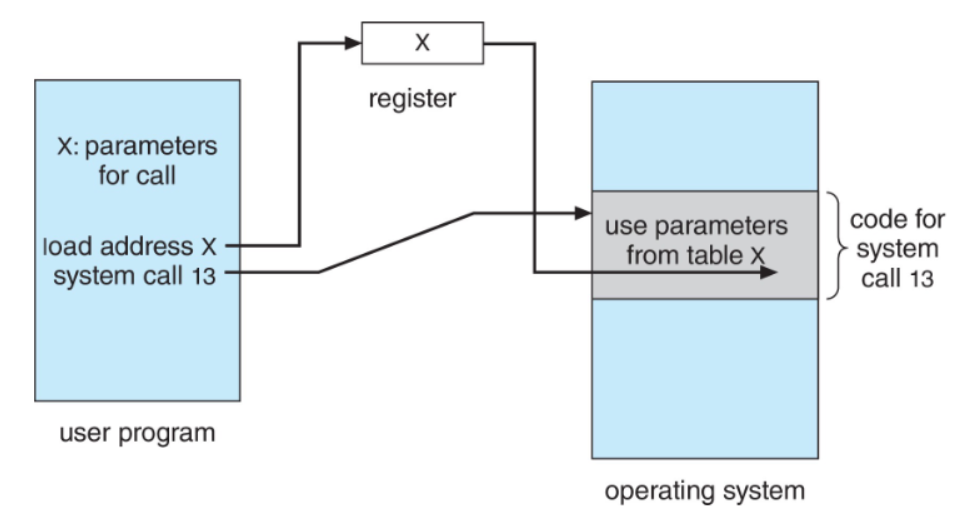 X
register
X: parameters
for call
load address X
system call 13
user program
use parameters
from table X
code for
system
call 13
operating system